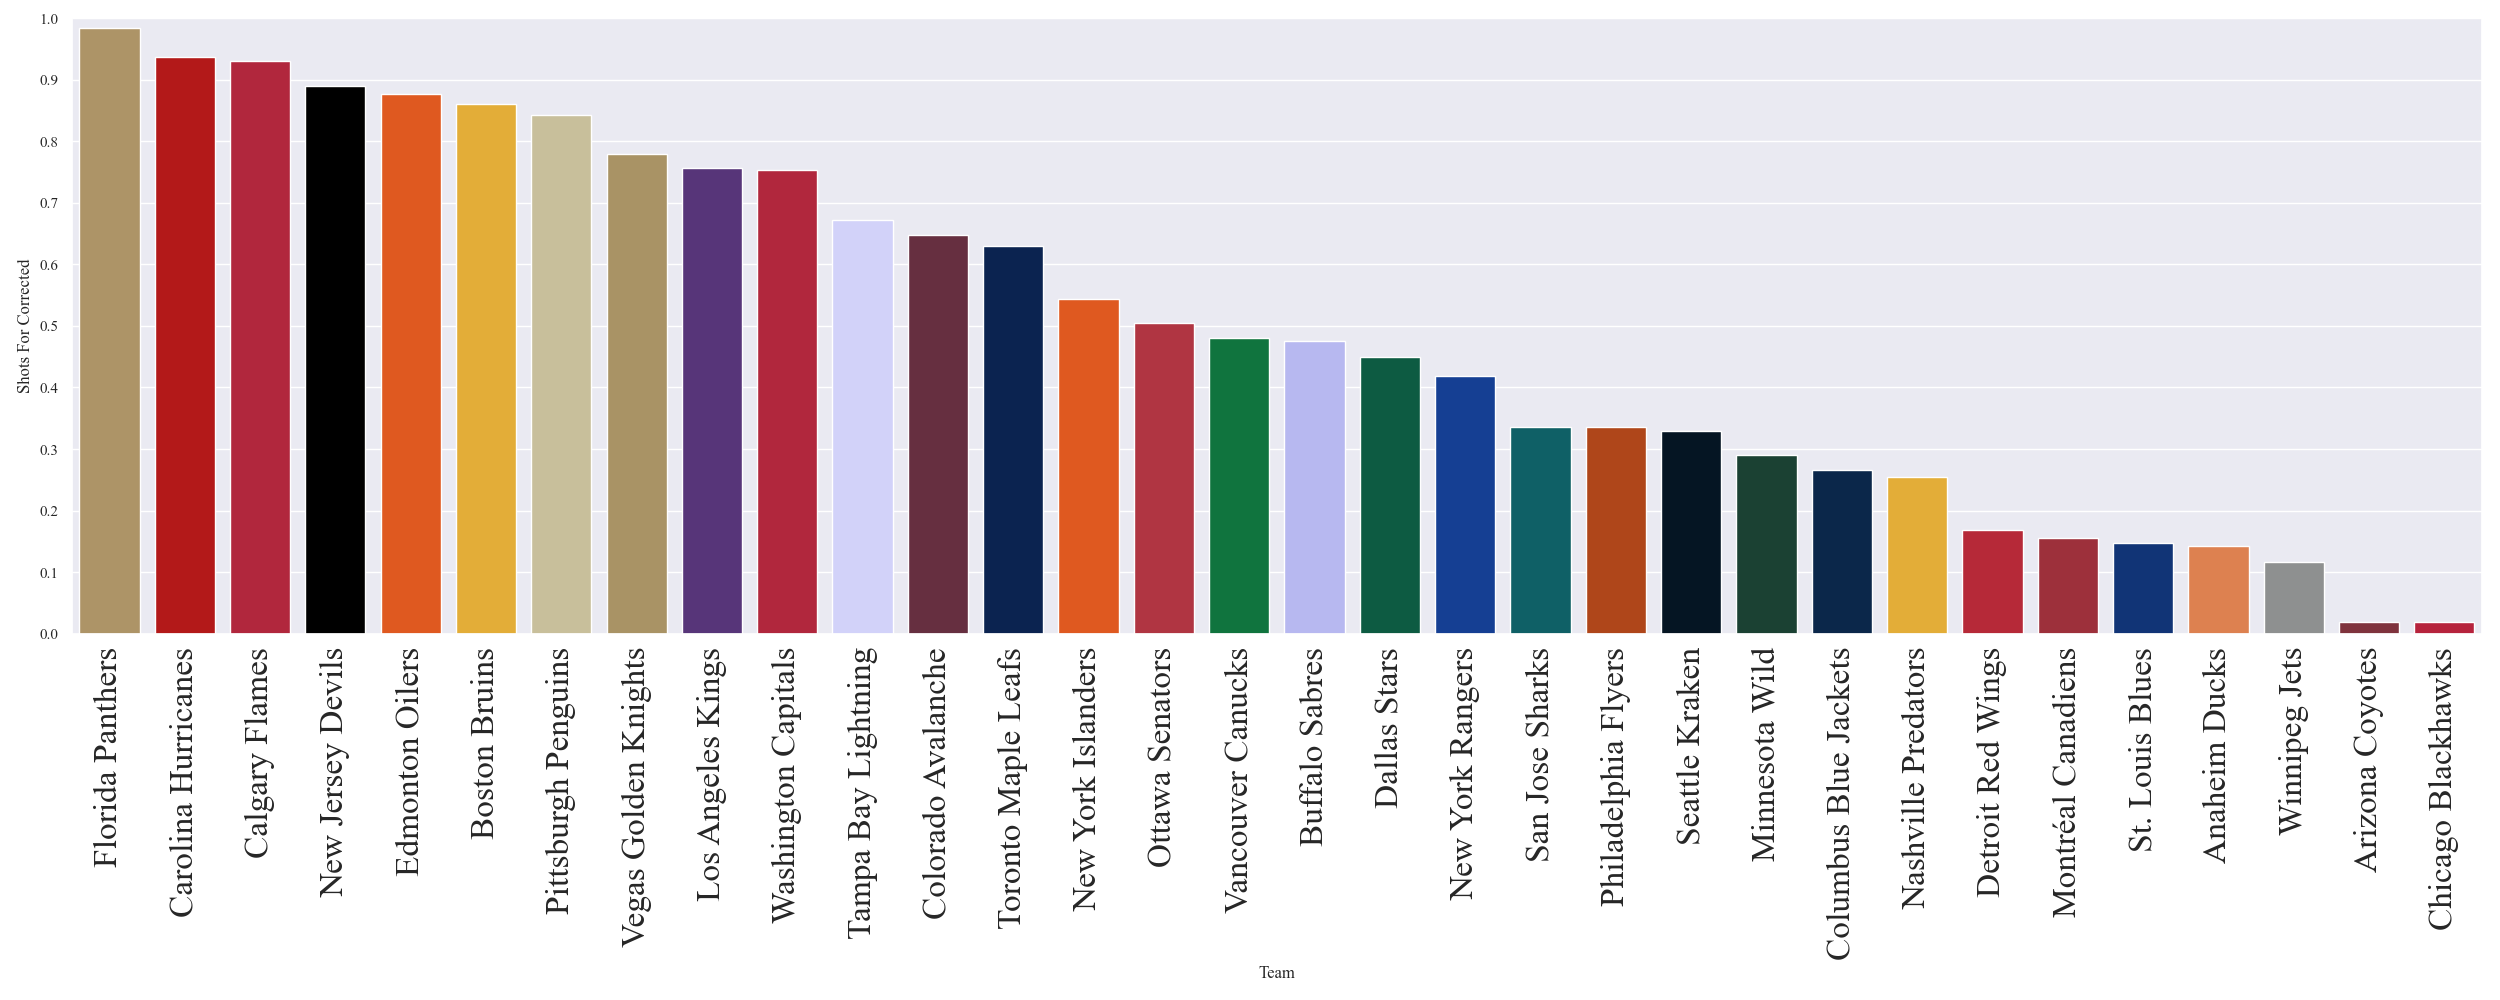 1.0
0.9
0.8
0.7
0.6
0.5
0.4
0.3
0.2
0.1
0.0
Shots For Corrected
Florida Panthers
Carolina Hurricanes
Calgary Flames
New Jersey Devils
Edmonton Oilers
Boston Bruins
Pittsburgh Penguins
Vegas Golden Knights
Los Angeles Kings
Washington Capitals
Tampa Bay Lightning
Colorado Avalanche
Toronto Maple Leafs
New York Islanders
Ottawa Senators
Vancouver Canucks
Buffalo Sabres
Dallas Stars
New York Rangers
San Jose Sharks
Philadelphia Flyers
Seattle Kraken
Minnesota Wild
Columbus Blue Jackets
Nashville Predators
Detroit Red Wings
Montréal Canadiens
St. Louis Blues
Anaheim Ducks
Winnipeg Jets
Arizona Coyotes
Chicago Blackhawks
Team